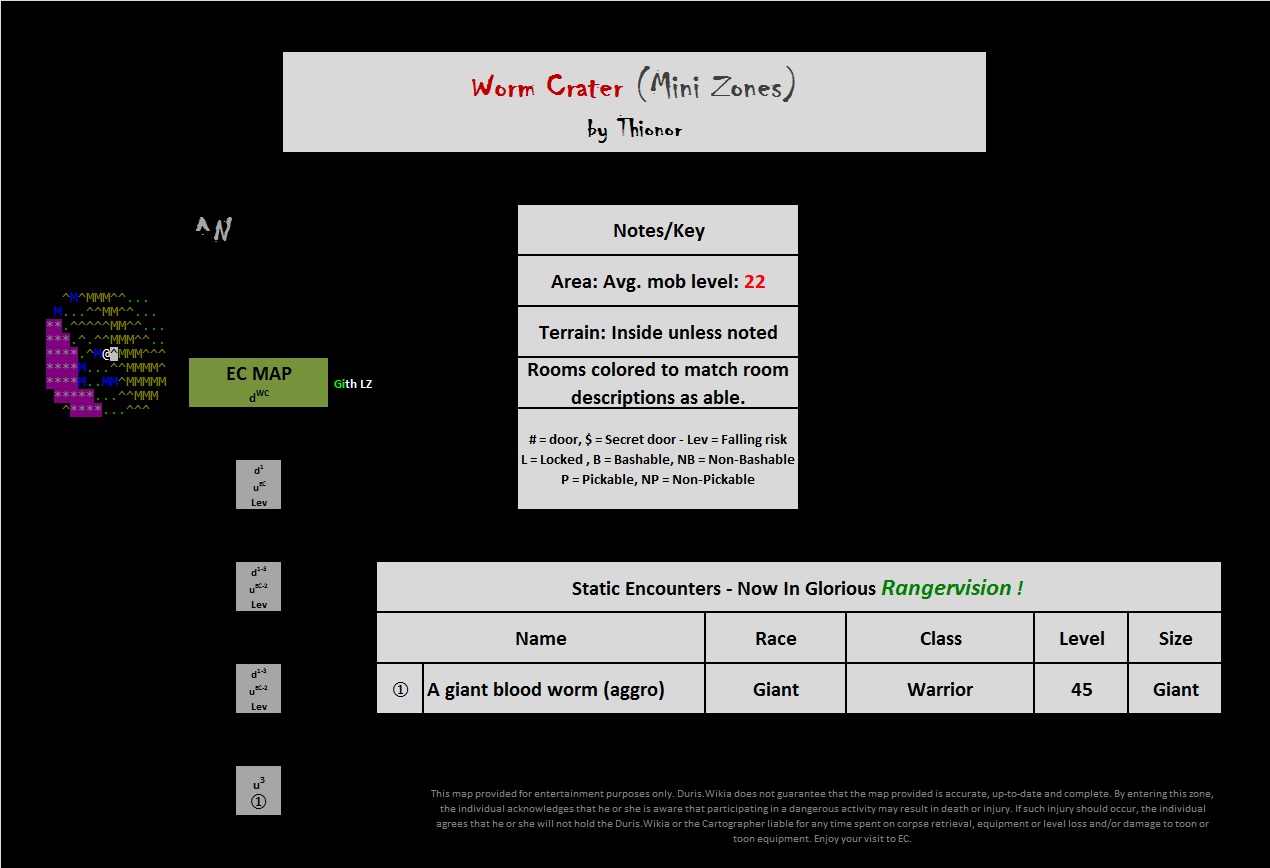 Worm Crater (Mini Zones)
by Thionor
^N
Notes/Key
Area: Avg. mob level: 22
Terrain: Inside unless noted
Rooms colored to match room
descriptions as able.
# = door, $ = Secret door - Lev = Falling risk
L = Locked , B = Bashable, NB = Non-Bashable
P = Pickable, NP = Non-Pickable
^M^MMM^^...
M...^^MM^^...
**.^^^^^MM^^...
***.^.^^MMM^^..
****.^M@^MMM^^^
****M...^^MMMM^
****M..MM^MMMMM
*****...^^MMM
^****...^^^
EC MAP
dWC
Gith LZ
d1
uEC
Lev
d1-3
uEC-2
Lev
d1-3
uEC-2
Lev
u3
①
Static Encounters - Now In Glorious Rangervision !
Name Race Class Level Size
① A giant blood worm (aggro) Giant Warrior 45 Giant
This map provided for entertainment purposes only. Duris.Wikia does not guarantee that the map provided is accurate, up-to-date and complete. By entering this zone,
the individual acknowledges that he or she is aware that participating in a dangerous activity may result in death or injury. If such injury should occur, the individual
agrees that he or she will not hold the Duris.Wikia or the Cartographer liable for any time spent on corpse retrieval, equipment or level loss and/or damage to toon or
toon equipment. Enjoy your visit to EC.